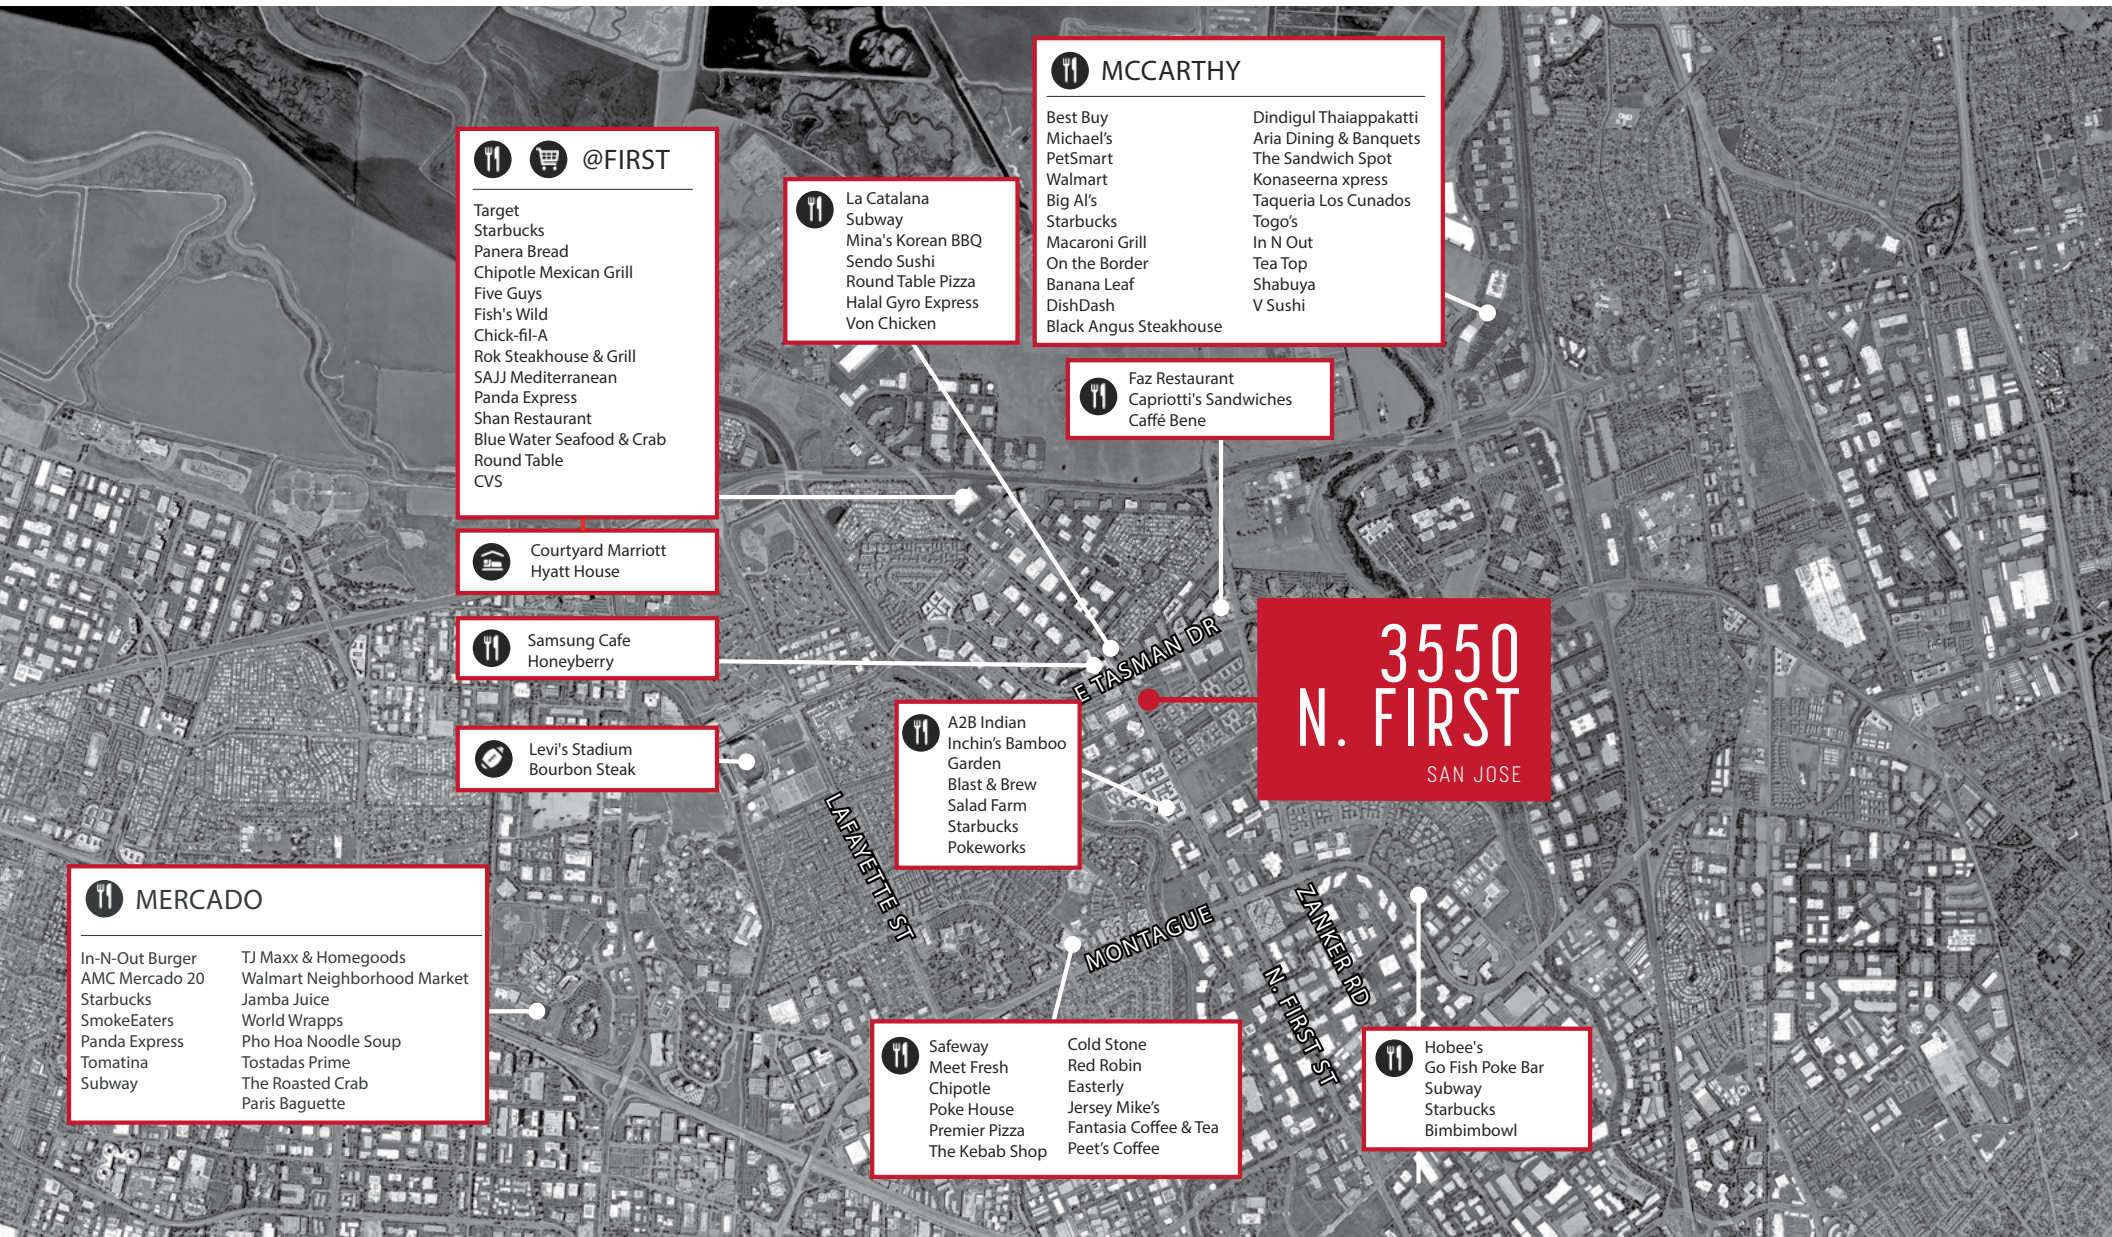 MCCARTHY
Best Buy
Michael's
PetSmart
Walmart
Big Al's
Starbucks
Macaroni Grill
On the Border
Banana Leaf
DishDash
Black Angus Steakhouse
Dindigul Thaiappakatti
Aria Dining & Banquets
The Sandwich Spot
Konaseerna xpress
Taqueria Los Cunados
Togo's
In N Out
Tea Top
Shabuya
V Sushi
@FIRST
Target
Starbucks
Panera Bread
Chipotle Mexican Grill
Five Guys
Fish's Wild
Chick-fil-A
Rok Steakhouse & Grill
SAJJ Mediterranean
Panda Express
Shan Restaurant
Blue Water Seafood & Crab
Round Table
CVS
La Catalana
Subway
Mina's Korean BBQ
Sendo Sushi
Round Table Pizza
Halal Gyro Express
Von Chicken
Faz Restaurant
Capriotti's Sandwiches
Caffé Bene
Courtyard Marriott
Hyatt House
Samsung Cafe
Honeyberry
E TASMAN DR
3550
N. FIRST
SAN JOSE
Levi's Stadium
Bourbon Steak
A2B Indian
Inchin's Bamboo
Garden
Blast & Brew
Salad Farm
Starbucks
Pokeworks
LAFAYETTE ST
MONTAGUE
ZANKER RD
N. FIRST ST
MERCADO
In-N-Out Burger
AMC Mercado 20
Starbucks
SmokeEaters
Panda Express
Tomatina
Subway
TJ Maxx & Homegoods
Walmart Neighborhood Market
Jamba Juice
World Wrapps
Pho Hoa Noodle Soup
Tostadas Prime
The Roasted Crab
Paris Baguette
Safeway
Meet Fresh
Chipotle
Poke House
Premier Pizza
The Kebab Shop
Cold Stone
Red Robin
Easterly
Jersey Mike's
Fantasia Coffee & Tea
Peet's Coffee
Hobee's
Go Fish Poke Bar
Subway
Starbucks
Bimbimbowl